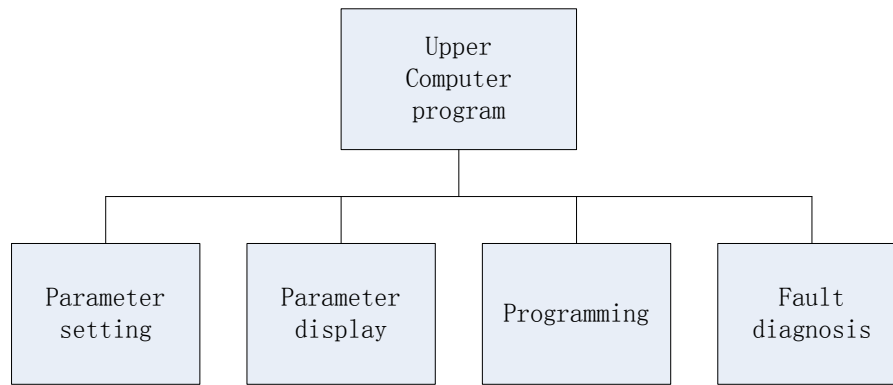 Upper
Computer
program
Parameter
setting
Parameter
display
Programming
Fault
diagnosis